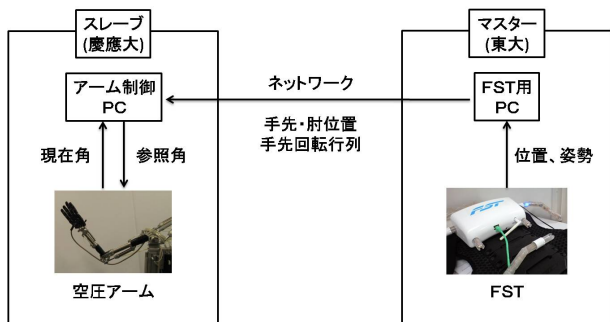 スレーブ
(慶應大)
マスター
(東大)
アーム制御
PC
ネットワーク
FST用
PC
手先・肘位置
手先回転行列
現在角
参照角
位置、姿勢
FST
空圧アーム
FST